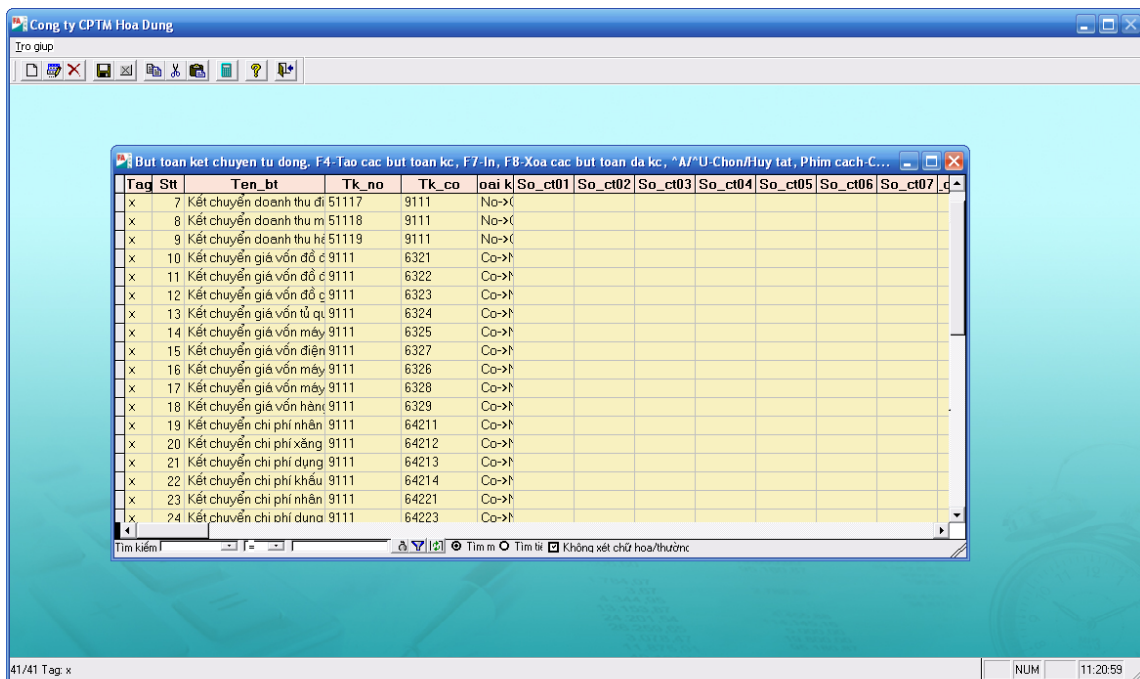 Cong ty CPTM Hoa Dung
Tro giup
But toan ket chuyen tu dong. F4-Tao cac but toan kc, F7-In, F8-Xoa cac but toan da kc, ^A/^U-Chon/Huy tat, Phim cach-C...
Tag Stt Ten_bt Tk_no Tk_co oai k So_ct01 So_ct02 So_ct03 So_ct04 So_ct05 So_ct06 So_ct07
x 7 Kết chuyển doanh thu đi 51117 9111 No->
x 8 Kết chuyển doanh thu m 51118 9111 No->
x 9 Kết chuyển doanh thu hà 51119 9111 No->
x 10 Kết chuyển giá vốn đồ 9111 6321 Co->
x 11 Kết chuyển giá vốn đồ 9111 6322 Co->
x 12 Kết chuyển giá vốn đồ g 9111 6323 Co->
x 13 Kết chuyển giá vốn tủ qu 9111 6324 Co->
x 14 Kết chuyển giá vốn máy 9111 6325 Co->
x 15 Kết chuyển giá vốn điện 9111 6327 Co->
x 16 Kết chuyển giá vốn máy 9111 6326 Co->
x 17 Kết chuyển giá vốn máy 9111 6328 Co->
x 18 Kết chuyển giá vốn hàng 9111 6329 Co->
x 19 Kết chuyển chi phí nhân 9111 64211 Co->
x 20 Kết chuyển chi phí xăng 9111 64212 Co->
x 21 Kết chuyển chi phí dụng 9111 64213 Co->
x 22 Kết chuyển chi phí khấu 9111 64214 Co->
x 23 Kết chuyển chi phí nhân 9111 64221 Co->
x 24 Kết chuyển chi phí dụng 9111 64223 Co->
Tìm kiếm = Tìm m Tìm tiế Không xét chữ hoa/thường
41/41 Tag: x NUM 11:20:59